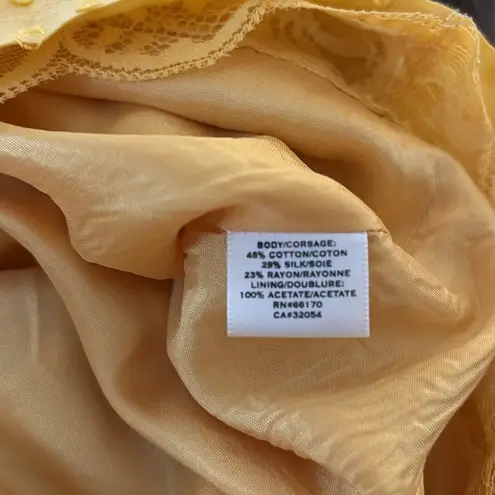 BODY/CORSAGE:
48% COTTON/COTON
29% SILK/SOIE
23% RAYON/RAYONNE
LINING/DOUBLURE:
100% ACETATE/ACETATE
RN#66170
CA#32054